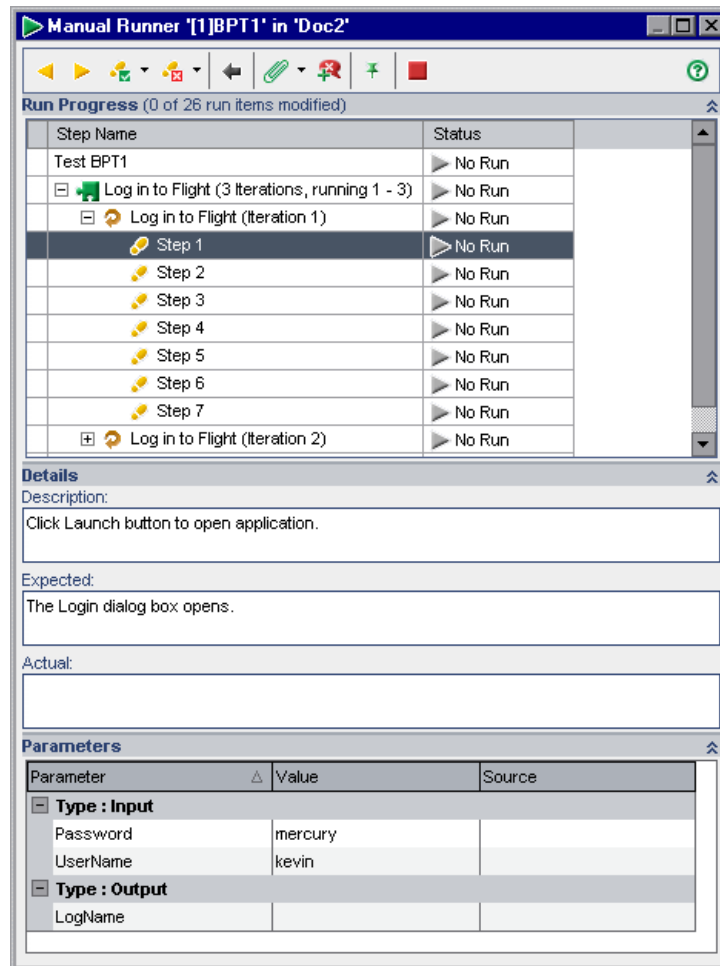 Manual Runner '[1]BPT1' in 'Doc2'
Run Progress (0 of 26 run items modified)
Step Name Status
Test BPT1 No Run
Log in to Flight (3 Iterations, running 1 - 3) No Run
Log in to Flight (Iteration 1) No Run
Step 1 No Run
Step 2 No Run
Step 3 No Run
Step 4 No Run
Step 5 No Run
Step 6 No Run
Step 7 No Run
Log in to Flight (Iteration 2) No Run
Details
Description:
Click Launch button to open application.
Expected:
The Login dialog box opens.
Actual:
Parameters
Parameter Value Source
Type : Input
Password mercury
UserName kevin
Type : Output
LogName